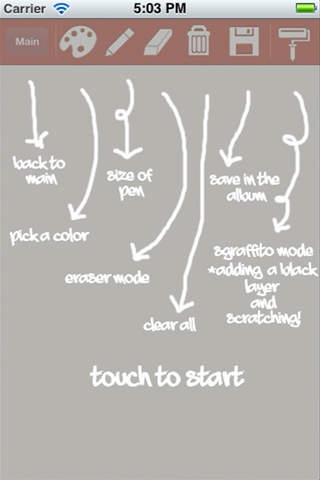 Carrier 5:03 PM
Main
back to
main
size of
pen
save in the
album
pick a color
eraser mode
sgraffito mode
*adding a black
layer
and
scratching!
clear all
touch to start